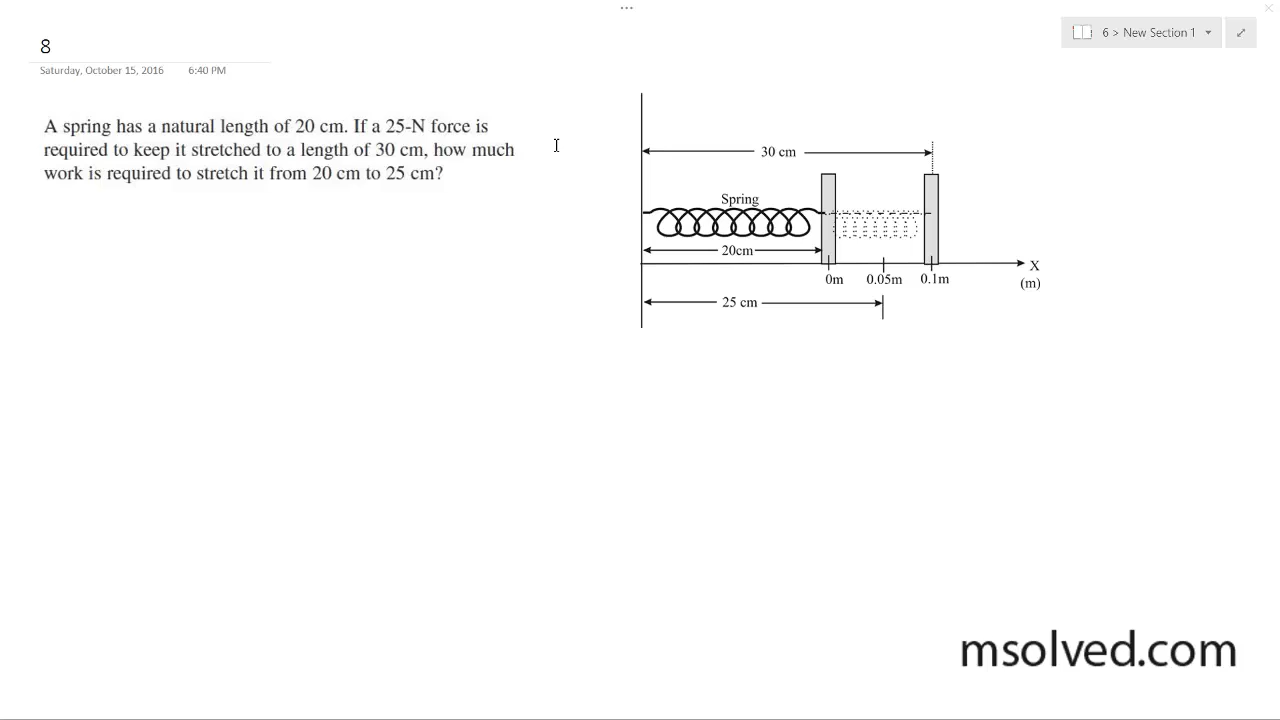 ...
6 > New Section 1
8
Saturday, October 15, 2016 6:40 PM
A spring has a natural length of 20 cm. If a 25-N force is
required to keep it stretched to a length of 30 cm, how much
work is required to stretch it from 20 cm to 25 cm?
30 cm
Spring
20cm
X
0m 0.05m 0.1m (m)
25 cm
msolved.com